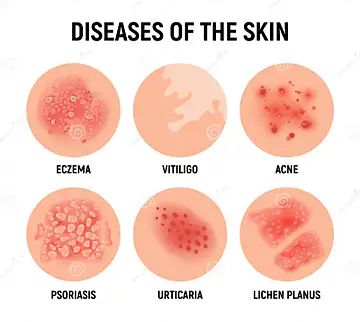 DISEASES OF THE SKIN
ECZEMA
VITILIGO
ACNE
PSORIASIS
URTICARIA
LICHEN PLANUS